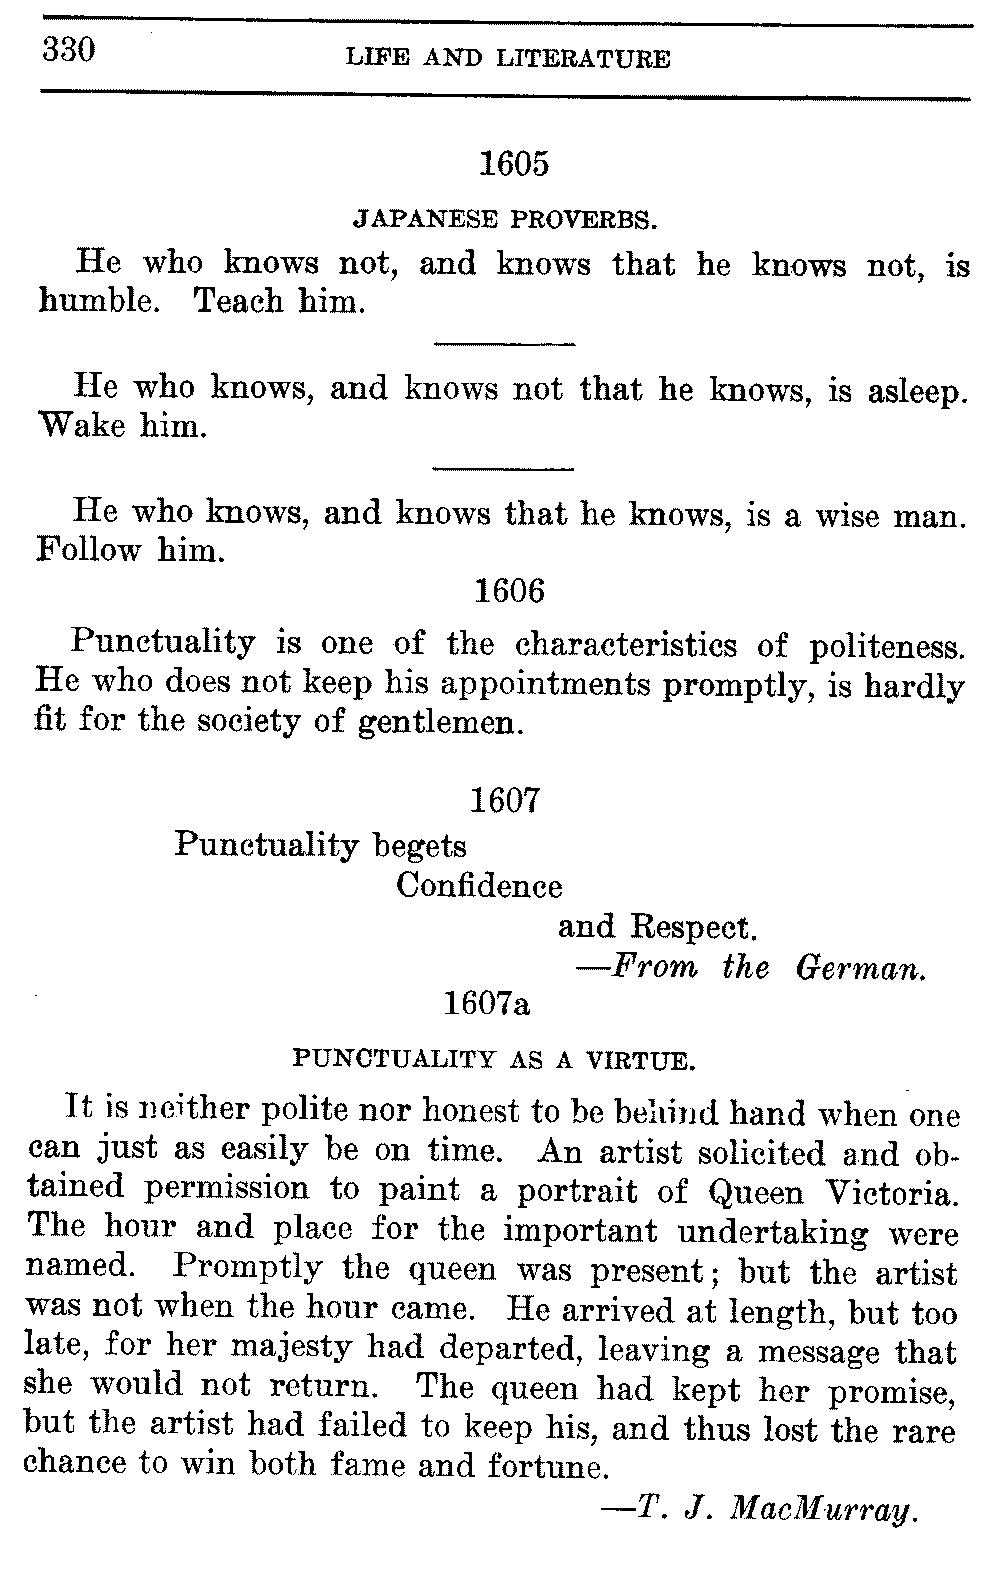 330
LIFE AND LITERATURE
1605
JAPANESE PROVERBS.
He who knows not, and knows that he knows not, is
humble. Teach him.
He who knows, and knows not that he knows, is asleep.
Wake him.
He who knows, and knows that he knows, is a wise man.
Follow him.
1606
Punctuality is one of the characteristics of politeness.
He who does not keep his appointments promptly, is hardly
fit for the society of gentlemen.
1607
Punctuality begets
Confidence
and Respect.
—From the German.
1607a
PUNCTUALITY AS A VIRTUE.
It is neither polite nor honest to be behind hand when one
can just as easily be on time. An artist solicited and ob-
tained permission to paint a portrait of Queen Victoria.
The hour and place for the important undertaking were
named. Promptly the queen was present; but the artist
was not when the hour came. He arrived at length, but too
late, for her majesty had departed, leaving a message that
she would not return. The queen had kept her promise,
but the artist had failed to keep his, and thus lost the rare
chance to win both fame and fortune.
—T. J. MacMurray.